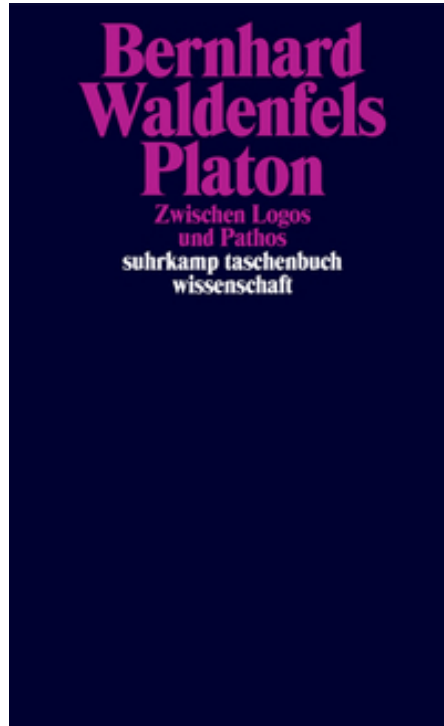 Bernhard
Waldenfels
Platon
Zwischen Logos
und Pathos
suhrkamp taschenbuch
wissenschaft